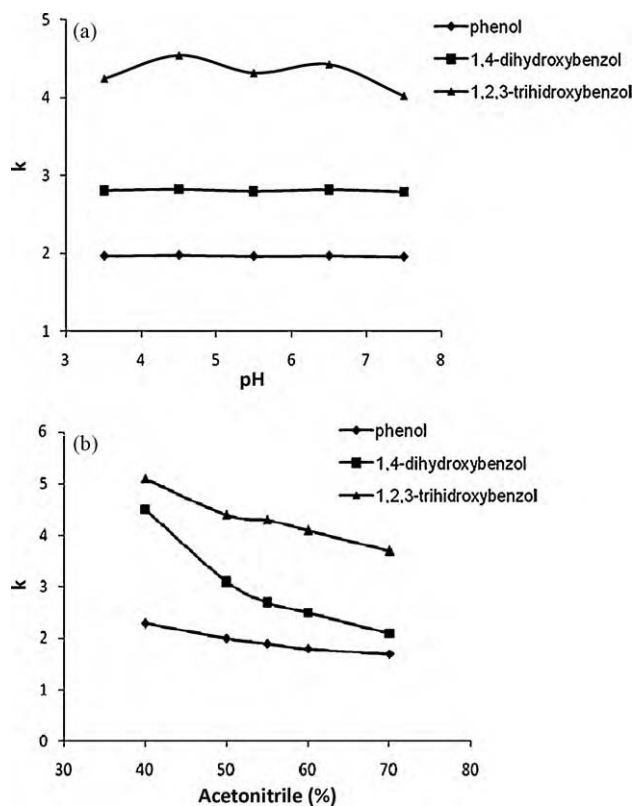 (a)
phenol
1,4-dihydroxybenzol
1,2,3-trihidroxybenzol
5
4
3
2
1
k
3 4 5 6 7 8
pH
(b)
phenol
1,4-dihydroxybenzol
1,2,3-trihidroxybenzol
6
5
4
3
2
1
0
k
30 40 50 60 70 80
Acetonitrile (%)